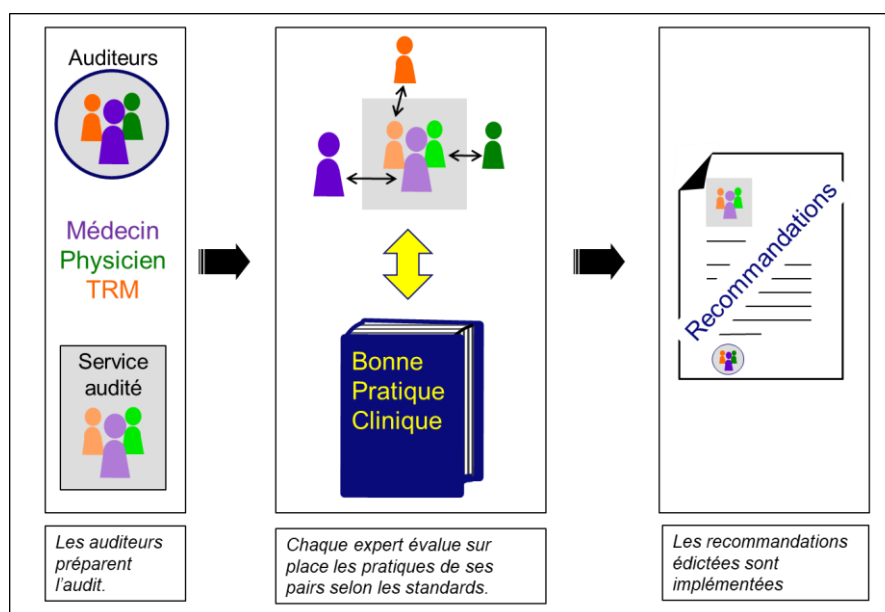 Auditeurs
Médecin
Physicien
TRM
Service
audité
Les auditeurs
préparent
l'audit.
Bonne
Pratique
Clinique
Chaque expert évalue sur
place les pratiques de ses
pairs selon les standards.
Recommandations
Les recommandations
édictées sont
implémentées